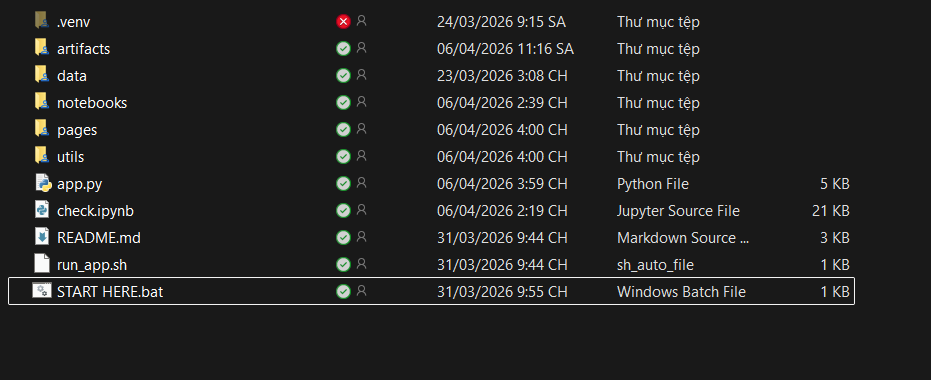 .venv 24/03/2026 9:15 SA Thư mục tệp
artifacts 06/04/2026 11:16 SA Thư mục tệp
data 23/03/2026 3:08 CH Thư mục tệp
notebooks 06/04/2026 2:39 CH Thư mục tệp
pages 06/04/2026 4:00 CH Thư mục tệp
utils 06/04/2026 4:00 CH Thư mục tệp
app.py 06/04/2026 3:59 CH Python File 5 KB
check.ipynb 06/04/2026 2:19 CH Jupyter Source File 21 KB
README.md 31/03/2026 9:44 CH Markdown Source ... 3 KB
run_app.sh 31/03/2026 9:44 CH sh_auto_file 1 KB
START HERE.bat 31/03/2026 9:55 CH Windows Batch File 1 KB